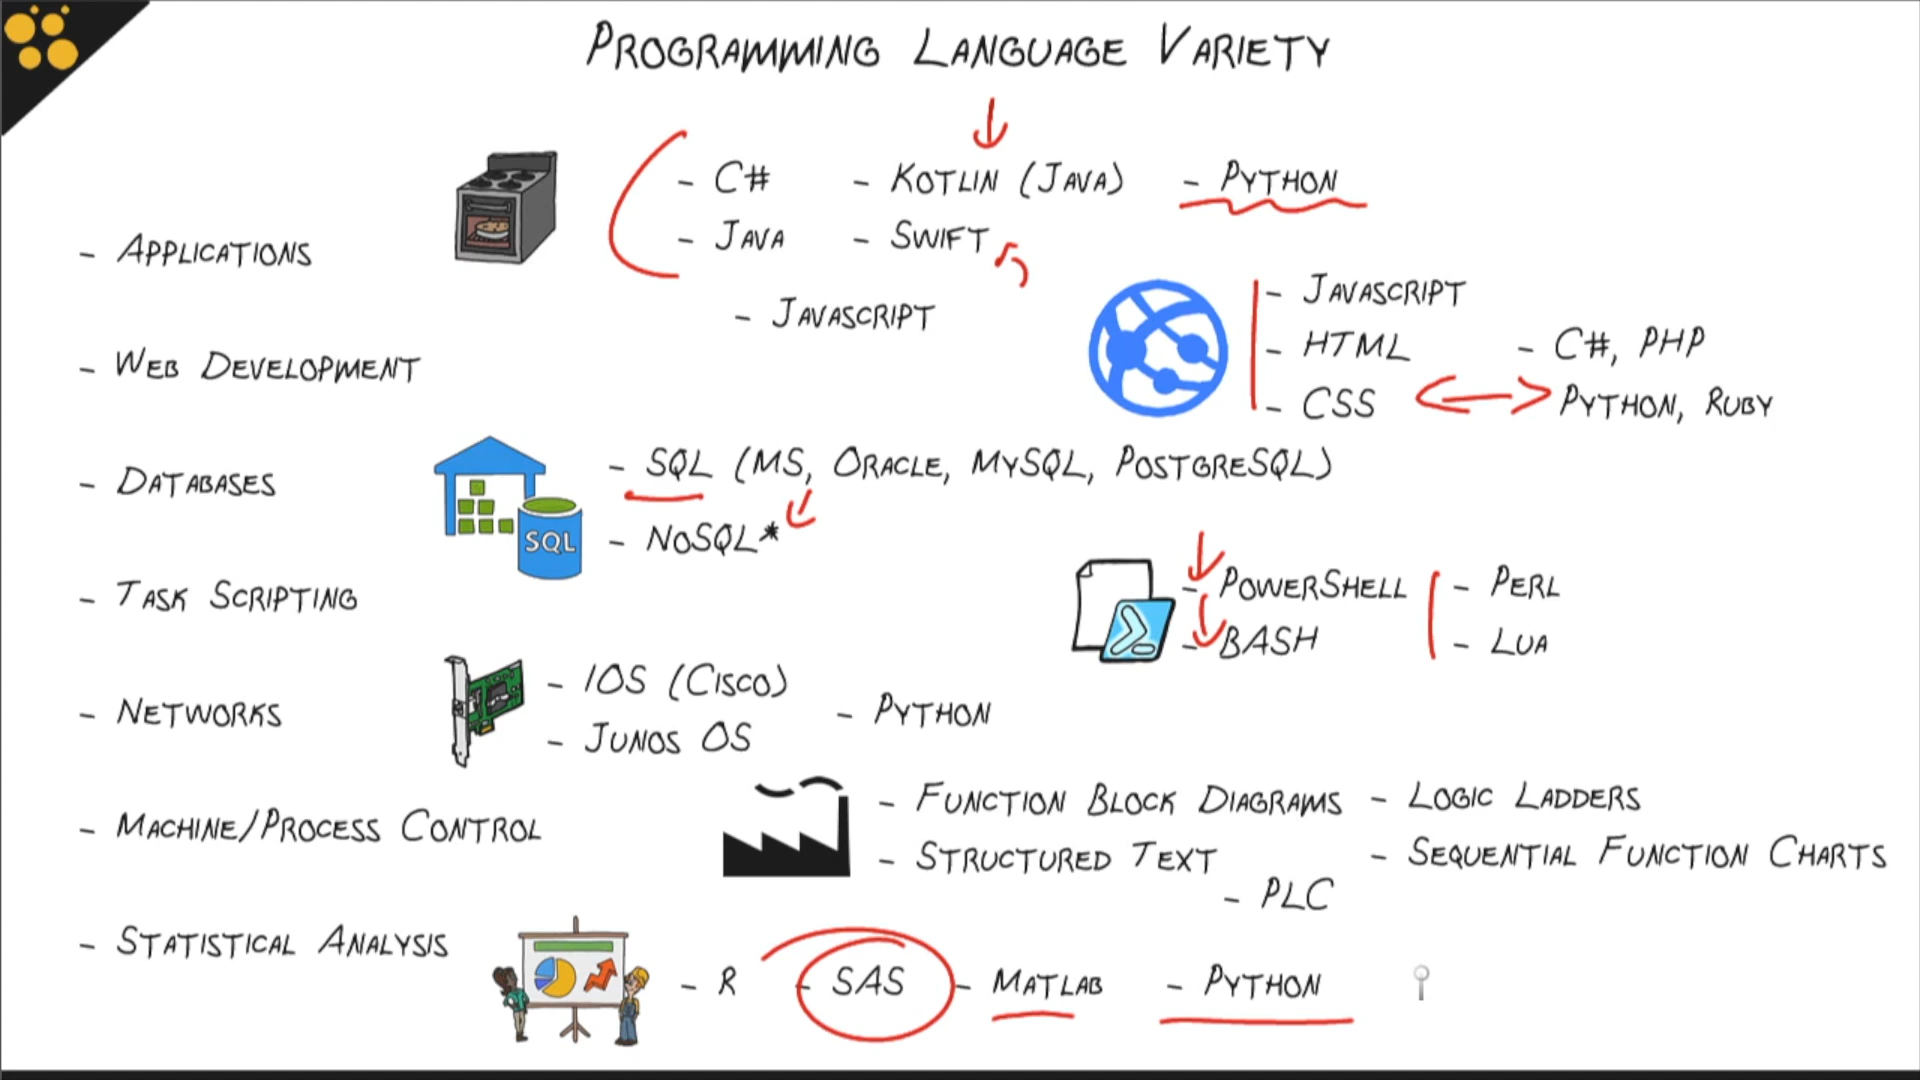 Programming Language Variety
- Applications
- C#
- Kotlin (Java)
- Python
- Java
- Swift
- Javascript
- Web Development
- Javascript
- HTML
- CSS
- C#, PHP
Python, Ruby
- Databases
- SQL (MS, Oracle, MySQL, PostgreSQL)
- NoSQL*
SQL
- Task Scripting
- PowerShell
- BASH
- Perl
- Lua
- Networks
- IOS (Cisco)
- Junos OS
- Python
- Machine/Process Control
- Function Block Diagrams
- Logic Ladders
- Structured Text
- Sequential Function Charts
- PLC
- Statistical Analysis
- R
- SAS
- Matlab
- Python